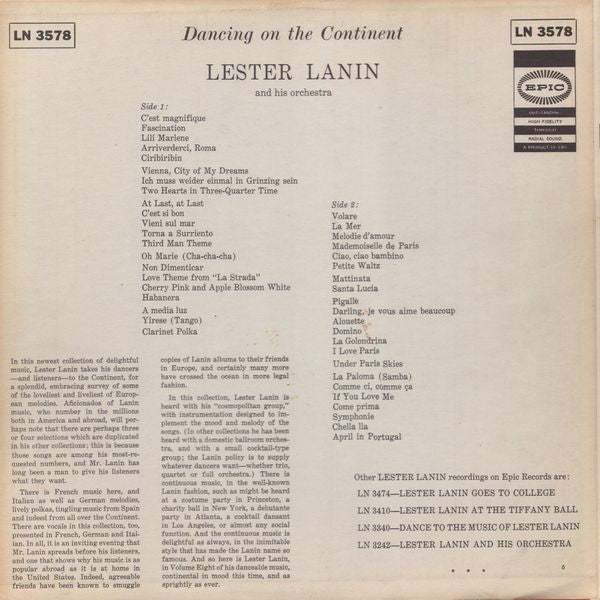 LN 3578
Dancing on the Continent
LN 3578
LESTER LANIN
and his orchestra
EPIC
HIGH FIDELITY
THROUGH
RADIAL SOUND
A PRODUCT OF CBS
Side 1:
C'est magnifique
Fascination
Lili Marlene
Arriverderci, Roma
Ciribiribin
Vienna, City of My Dreams
Ich muss weider einmal in Grinzing sein
Two Hearts in Three-Quarter Time
At Last, at Last
C'est si bon
Vieni sul mar
Torna a Surriento
Third Man Theme
Oh Marie (Cha-cha-cha)
Non Dimenticar
Love Theme from "La Strada"
Cherry Pink and Apple Blossom White
Habanera
A media luz
Yirese (Tango)
Clarinet Polka
Side 2:
Volare
La Mer
Melodie d'amour
Mademoiselle de Paris
Ciao, ciao bambino
Petite Waltz
Mattinata
Santa Lucia
Pigalle
Darling, je vous aime beaucoup
Alouette
Domino
La Golondrina
I Love Paris
Under Paris Skies
La Paloma (Samba)
Comme ci, comme ça
If You Love Me
Come prima
Symphonie
Chella lla
April in Portugal
In this newest collection of delightful
music, Lester Lanin takes his dancers
—and listeners—to the Continent, for
a splendid, embracing survey of some
of the loveliest and liveliest of Europ-
ean melodies. Aficionados of Lanin
music, who number in the millions
both in America and abroad, will per-
haps note that there are perhaps three
or four selections which are duplicated
in his other collections; this is because
those songs are among his most-re-
quested numbers, and Mr. Lanin has
long been a man to give his listeners
what they want.
There is French music here, and
Italian as well as German melodies,
lively polkas, tingling music from Spain
and indeed from all over the Continent.
There are vocals in this collection, too,
presented in French, German and Ital-
ian. In all, it is an inviting evening that
Mr. Lanin spreads before his listeners,
and one that shows why his music is as
popular abroad as it is at home in
the United States. Indeed, agreeable
friends have been known to smuggle
copies of Lanin albums to their friends
in Europe, and certainly many more
have crossed the ocean in more legal
fashion.
In this collection, Lester Lanin is
heard with his "cosmopolitan group,"
with instrumentation designed to im-
plement the mood and melody of the
songs. (In other collections he has been
heard with a domestic ballroom orches-
tra, and with a small cocktail-type
group; the Lanin policy is to supply
whatever dancers want—whether trio,
quartet or full orchestra.) There is
continuous music, in the well-known
Lanin fashion, such as might be heard
at a costume party in Princeton, a
charity ball in New York, a debutante
party in Atlanta, a cocktail dansant
in Los Angeles, or almost any social
function. And the continuous music is
delightful as always, in the inimitable
style that has made the Lanin name so
famous. And so here is Lester Lanin,
in Volume Eight of his danceable music,
continental in mood this time, and as
sprightly as ever.
Other LESTER LANIN recordings on Epic Records are:
LN 3474—LESTER LANIN GOES TO COLLEGE
LN 3410—LESTER LANIN AT THE TIFFANY BALL
LN 3340—DANCE TO THE MUSIC OF LESTER LANIN
LN 3242—LESTER LANIN AND HIS ORCHESTRA
6